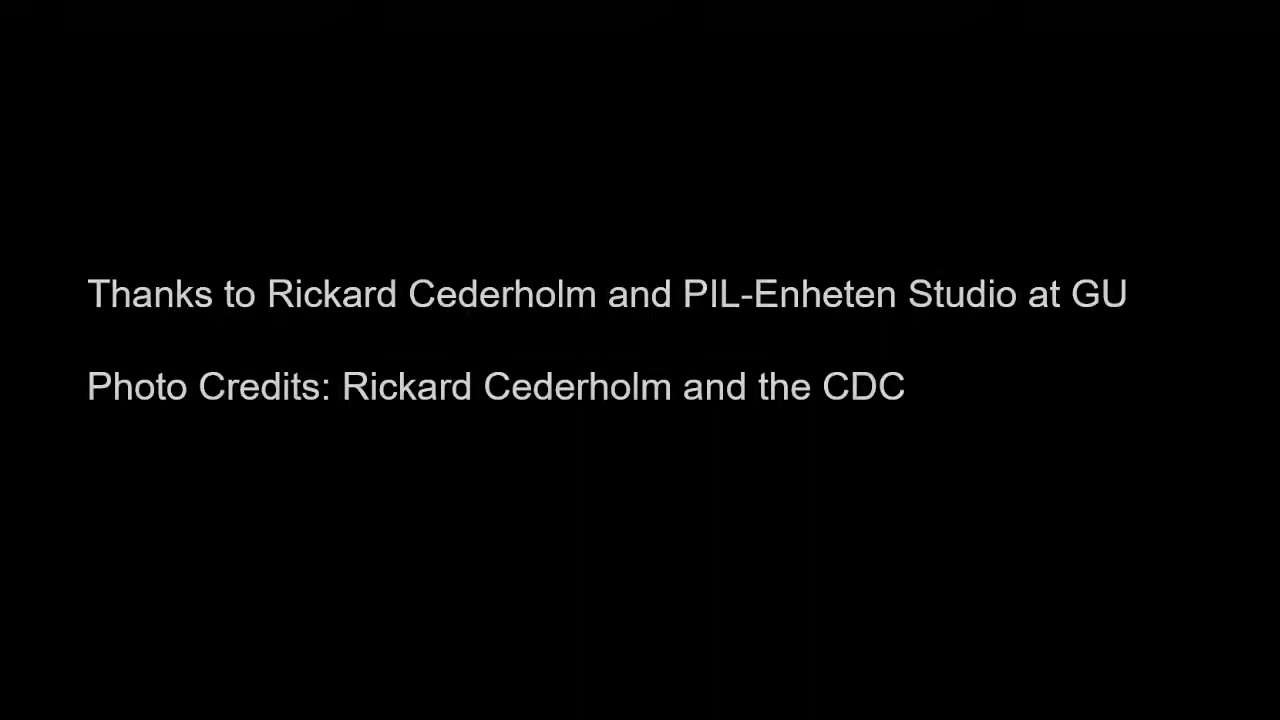 Thanks to Rickard Cederholm and PIL-Enheten Studio at GU
Photo Credits: Rickard Cederholm and the CDC